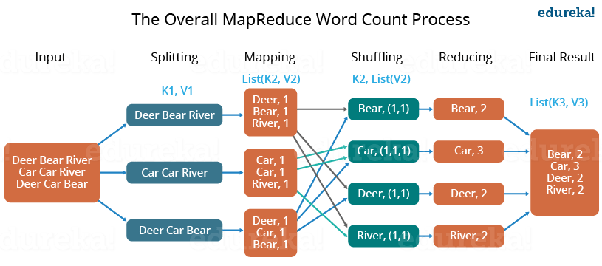 The Overall MapReduce Word Count Process
edureka!
Input
Splitting
Mapping
Shuffling
Reducing
Final Result
K1, V1
List(K2, V2)
K2, List(V2)
List(K3, V3)
Deer Bear River
Car Car River
Deer Car Bear
Deer Bear River
Car Car River
Deer Car Bear
Deer, 1
Bear, 1
River, 1
Car, 1
Car, 1
River, 1
Deer, 1
Car, 1
Bear, 1
Bear, (1,1)
Car, (1,1,1)
Deer, (1,1)
River, (1,1)
Bear, 2
Car, 3
Deer, 2
River, 2
Bear, 2
Car, 3
Deer, 2
River, 2